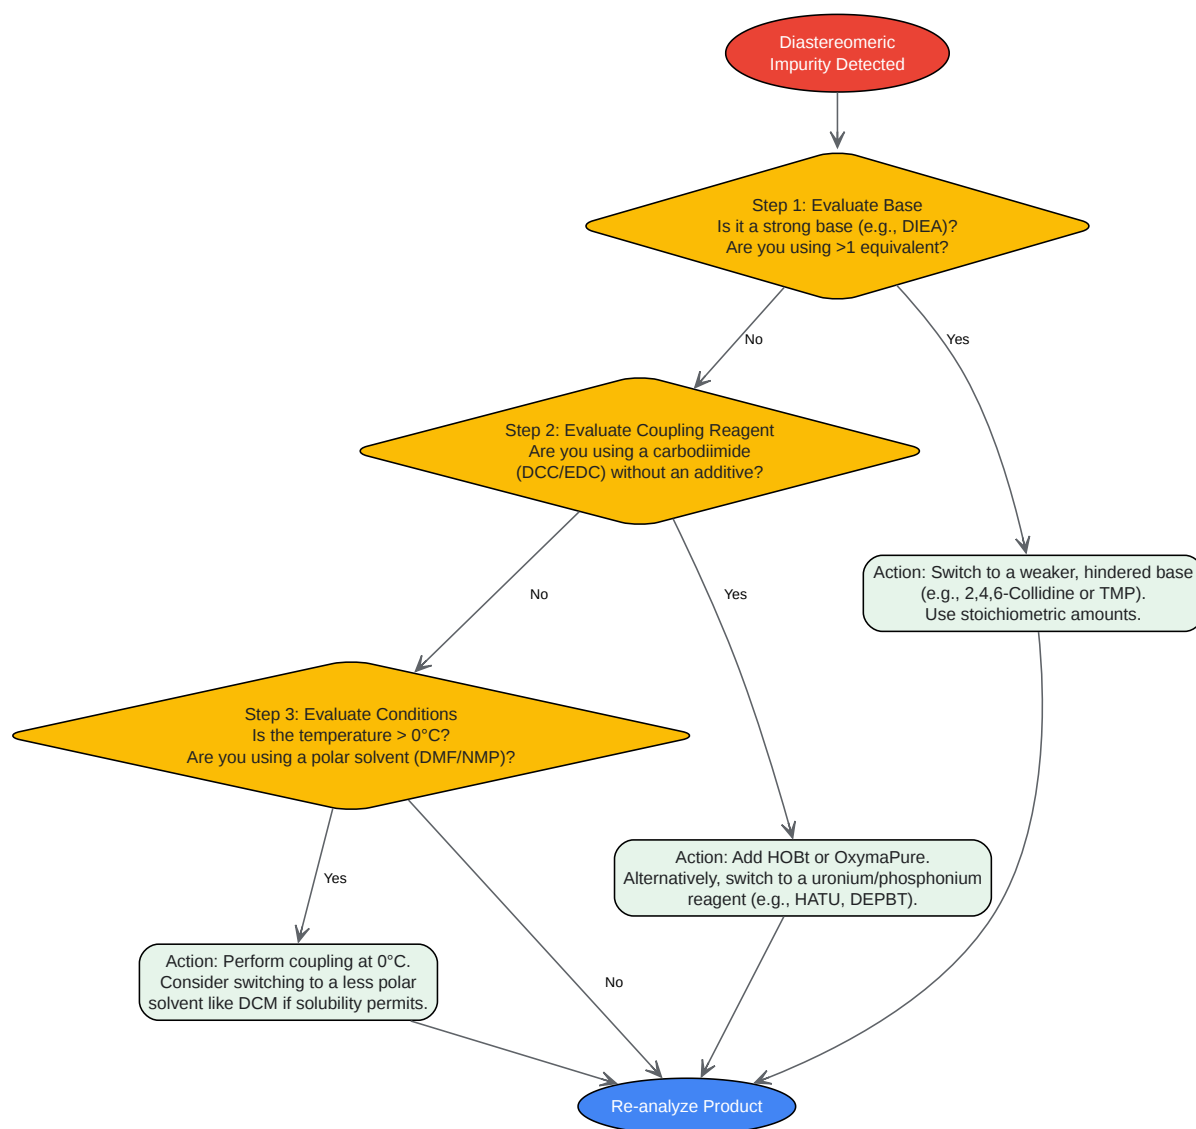 Diastereomeric
Impurity Detected
Step 1: Evaluate Base
Is it a strong base (e.g., DIEA)?
Are you using >1 equivalent?
No
Yes
Step 2: Evaluate Coupling Reagent
Are you using a carbodiimide
(DCC/EDC) without an additive?
No
Yes
Action: Switch to a weaker, hindered base
(e.g., 2,4,6-Collidine or TMP).
Use stoichiometric amounts.
Step 3: Evaluate Conditions
Is the temperature > 0°C?
Are you using a polar solvent (DMF/NMP)?
Action: Add HOBt or OxymaPure.
Alternatively, switch to a uronium/phosphonium
reagent (e.g., HATU, DEPBT).
Yes
No
Action: Perform coupling at 0°C.
Consider switching to a less polar
solvent like DCM if solubility permits.
Re-analyze Product